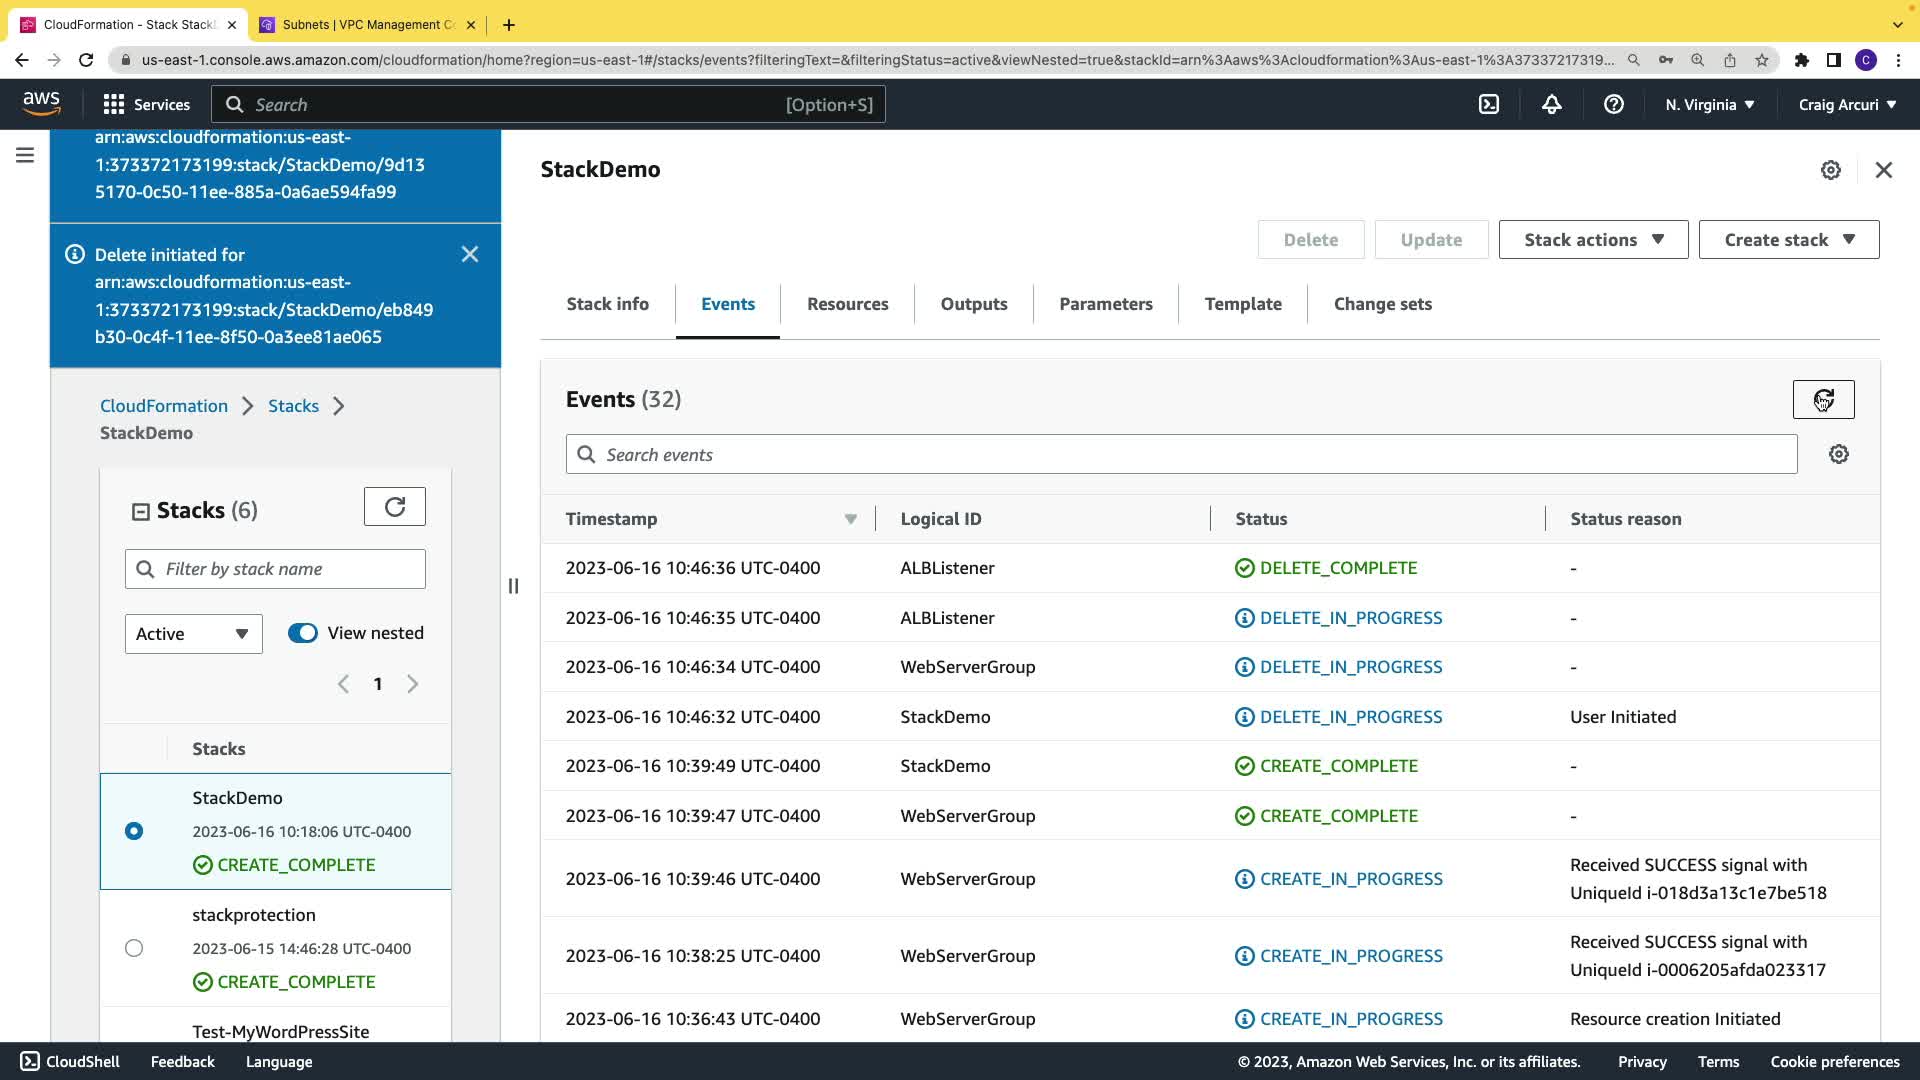 CloudFormation - Stack Stack
Subnets | VPC Management Co
us-east-1.console.aws.amazon.com/cloudformation/home?region=us-east-1#/stacks/events?filteringText=&filteringStatus=active&viewNested=true&stackId=arn%3Aaws%3Acloudformation%3Aus-east-1%3A37337217319...
C
aws
Services
Search
[Option+S]
N. Virginia
Craig Arcuri
arn:aws:cloudformation:us-east-
1:373372173199:stack/StackDemo/9d13
5170-0c50-11ee-885a-0a6ae594fa99
Delete initiated for
arn:aws:cloudformation:us-east-
1:373372173199:stack/StackDemo/eb849
b30-0c4f-11ee-8f50-0a3ee81ae065
CloudFormation
Stacks
StackDemo
Stacks (6)
Filter by stack name
Active
View nested
1
Stacks
StackDemo
2023-06-16 10:18:06 UTC-0400
CREATE_COMPLETE
stackprotection
2023-06-15 14:46:28 UTC-0400
CREATE_COMPLETE
Test-MyWordPressSite
StackDemo
Delete
Update
Stack actions
Create stack
Stack info
Events
Resources
Outputs
Parameters
Template
Change sets
Events (32)
Search events
Timestamp
Logical ID
Status
Status reason
2023-06-16 10:46:36 UTC-0400 ALBListener DELETE_COMPLETE -
2023-06-16 10:46:35 UTC-0400 ALBListener DELETE_IN_PROGRESS -
2023-06-16 10:46:34 UTC-0400 WebServerGroup DELETE_IN_PROGRESS -
2023-06-16 10:46:32 UTC-0400 StackDemo DELETE_IN_PROGRESS User Initiated
2023-06-16 10:39:49 UTC-0400 StackDemo CREATE_COMPLETE -
2023-06-16 10:39:47 UTC-0400 WebServerGroup CREATE_COMPLETE -
2023-06-16 10:39:46 UTC-0400 WebServerGroup CREATE_IN_PROGRESS Received SUCCESS signal with
UniqueId i-018d3a13c1e7be518
2023-06-16 10:38:25 UTC-0400 WebServerGroup CREATE_IN_PROGRESS Received SUCCESS signal with
UniqueId i-0006205afda023317
2023-06-16 10:36:43 UTC-0400 WebServerGroup CREATE_IN_PROGRESS Resource creation Initiated
CloudShell
Feedback
Language
© 2023, Amazon Web Services, Inc. or its affiliates.
Privacy
Terms
Cookie preferences